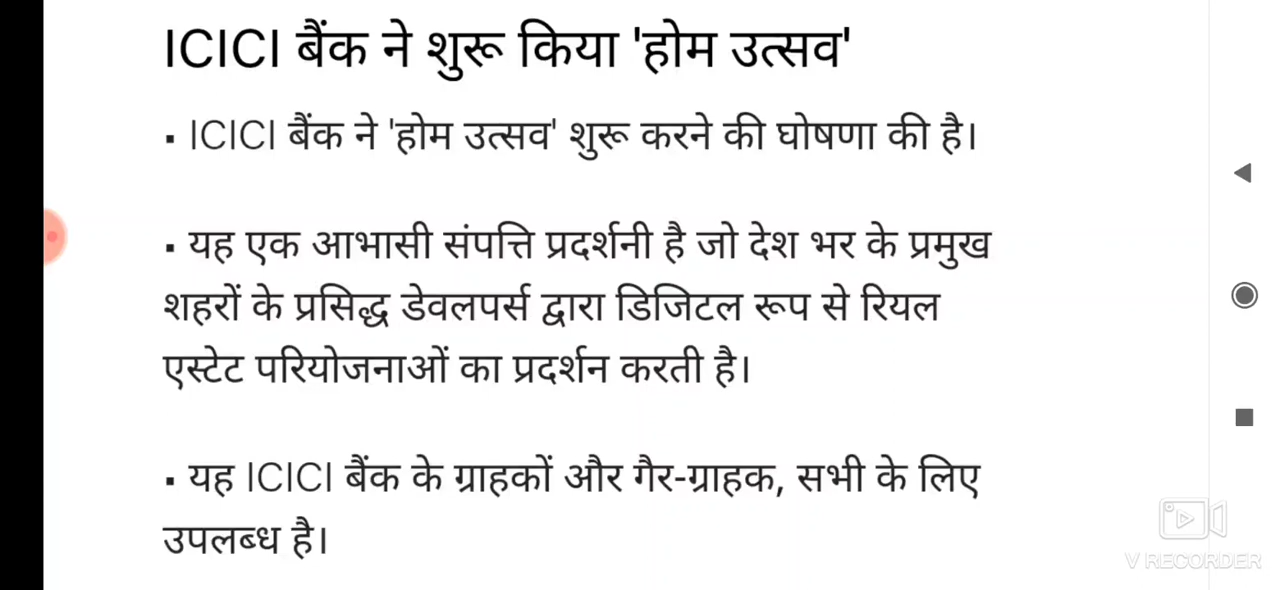 ICICI बैंक ने शुरू किया 'होम उत्सव'
▪ ICICI बैंक ने 'होम उत्सव' शुरू करने की घोषणा की है।
▪ यह एक आभासी संपत्ति प्रदर्शनी है जो देश भर के प्रमुख
शहरों के प्रसिद्ध डेवलपर्स द्वारा डिजिटल रूप से रियल
एस्टेट परियोजनाओं का प्रदर्शन करती है।
▪ यह ICICI बैंक के ग्राहकों और गैर-ग्राहक, सभी के लिए
उपलब्ध है।
V RECORDER